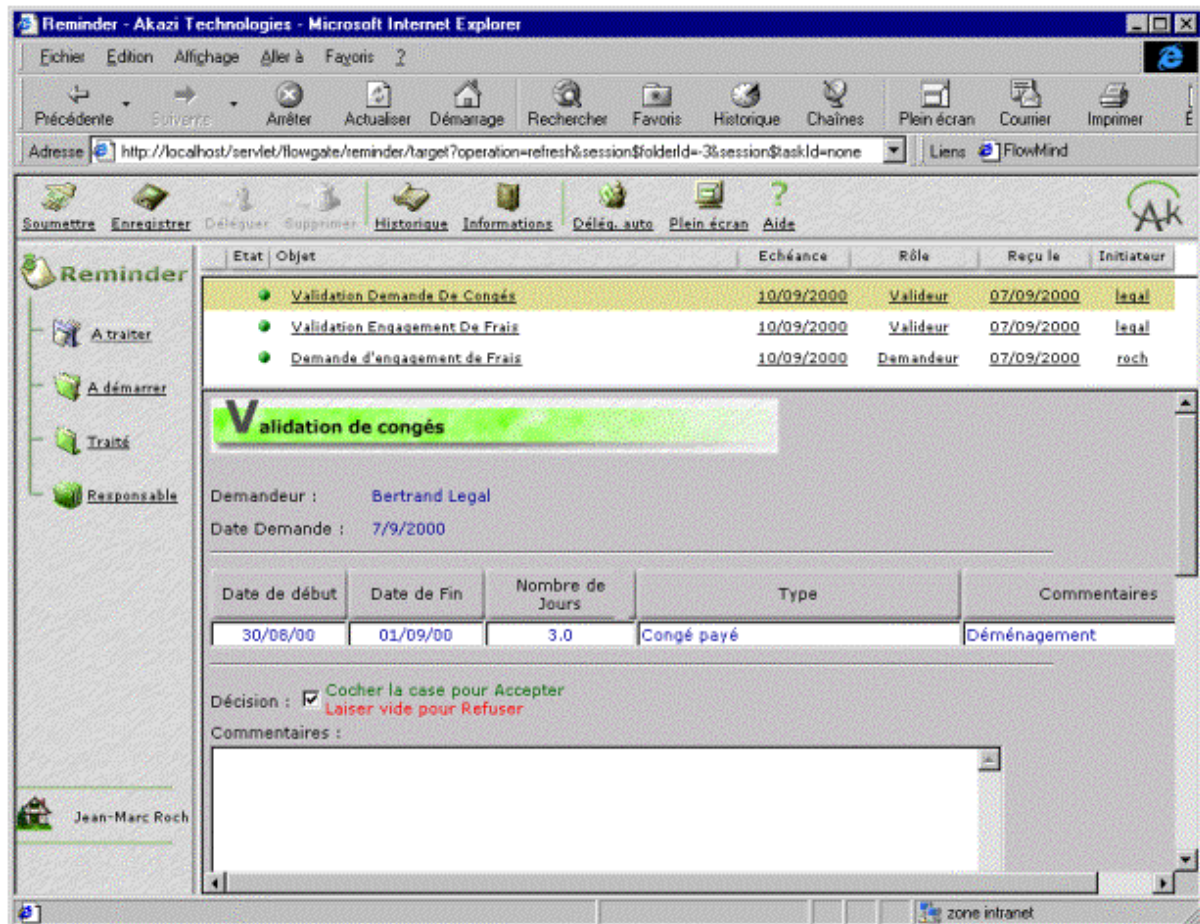 Reminder - Akazi Technologies - Microsoft Internet Explorer
Fichier Edition Affichage Aller à Favoris ?
Précédente Suivante Arrêter Actualiser Démarrage Rechercher Favoris Historique Chaînes Plein écran Courrier Imprimer
Adresse http://localhost/servlet/flowgate/reminder/target?operation=refresh&session$folderId=-3&session$taskId=none Liens FlowMind
Soumettre Enregistrer Déléguer Supprimer Historique Informations Délég. auto Plein écran Aide
Ak
Reminder
A traiter
A démarrer
Traité
Responsable
Jean-Marc Roch
Etat Objet Echéance Rôle Reçu le Initiateur
Validation Demande De Congés 10/09/2000 Valideur 07/09/2000 legal
Validation Engagement De Frais 10/09/2000 Valideur 07/09/2000 legal
Demande d'engagement de Frais 10/09/2000 Demandeur 07/09/2000 roch
Validation de congés
Demandeur : Bertrand Legal
Date Demande : 7/9/2000
Date de début Date de Fin Nombre de Jours Type Commentaires
30/08/00 01/09/00 3.0 Congé payé Déménagement
Décision : Cocher la case pour Accepter
Laiser vide pour Refuser
Commentaires :
zone intranet